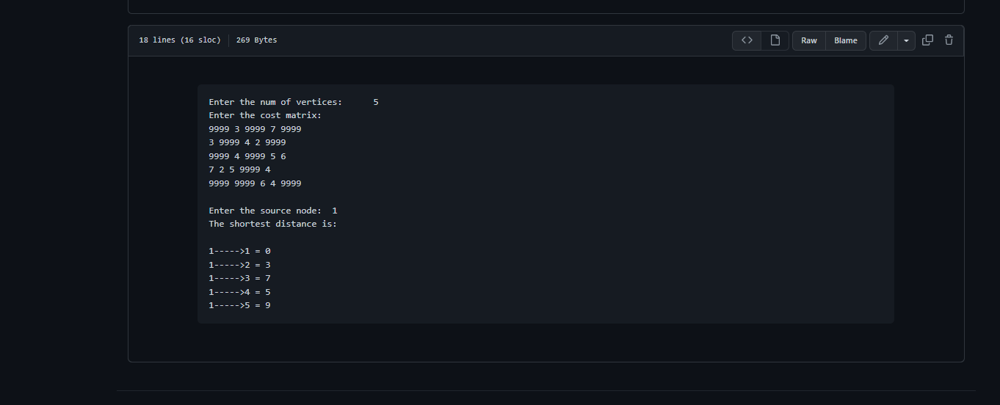 18 lines (16 sloc) 269 Bytes Raw Blame
Enter the num of vertices: 5
Enter the cost matrix:
9999 3 9999 7 9999
3 9999 4 2 9999
9999 4 9999 5 6
7 2 5 9999 4
9999 9999 6 4 9999
Enter the source node: 1
The shortest distance is:
1----->1 = 0
1----->2 = 3
1----->3 = 7
1----->4 = 5
1----->5 = 9